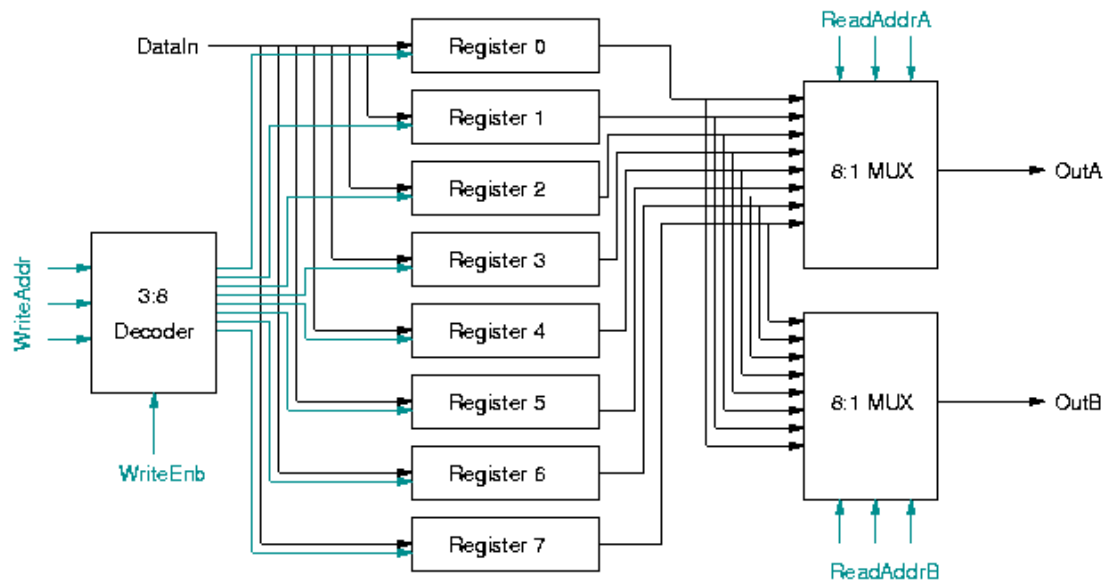 ReadAddrA
DataIn
Register 0
Register 1
Register 2
8:1 MUX
OutA
Register 3
WriteAddr
3:8
Decoder
Register 4
Register 5
8:1 MUX
OutB
WriteEnb
Register 6
Register 7
ReadAddrB